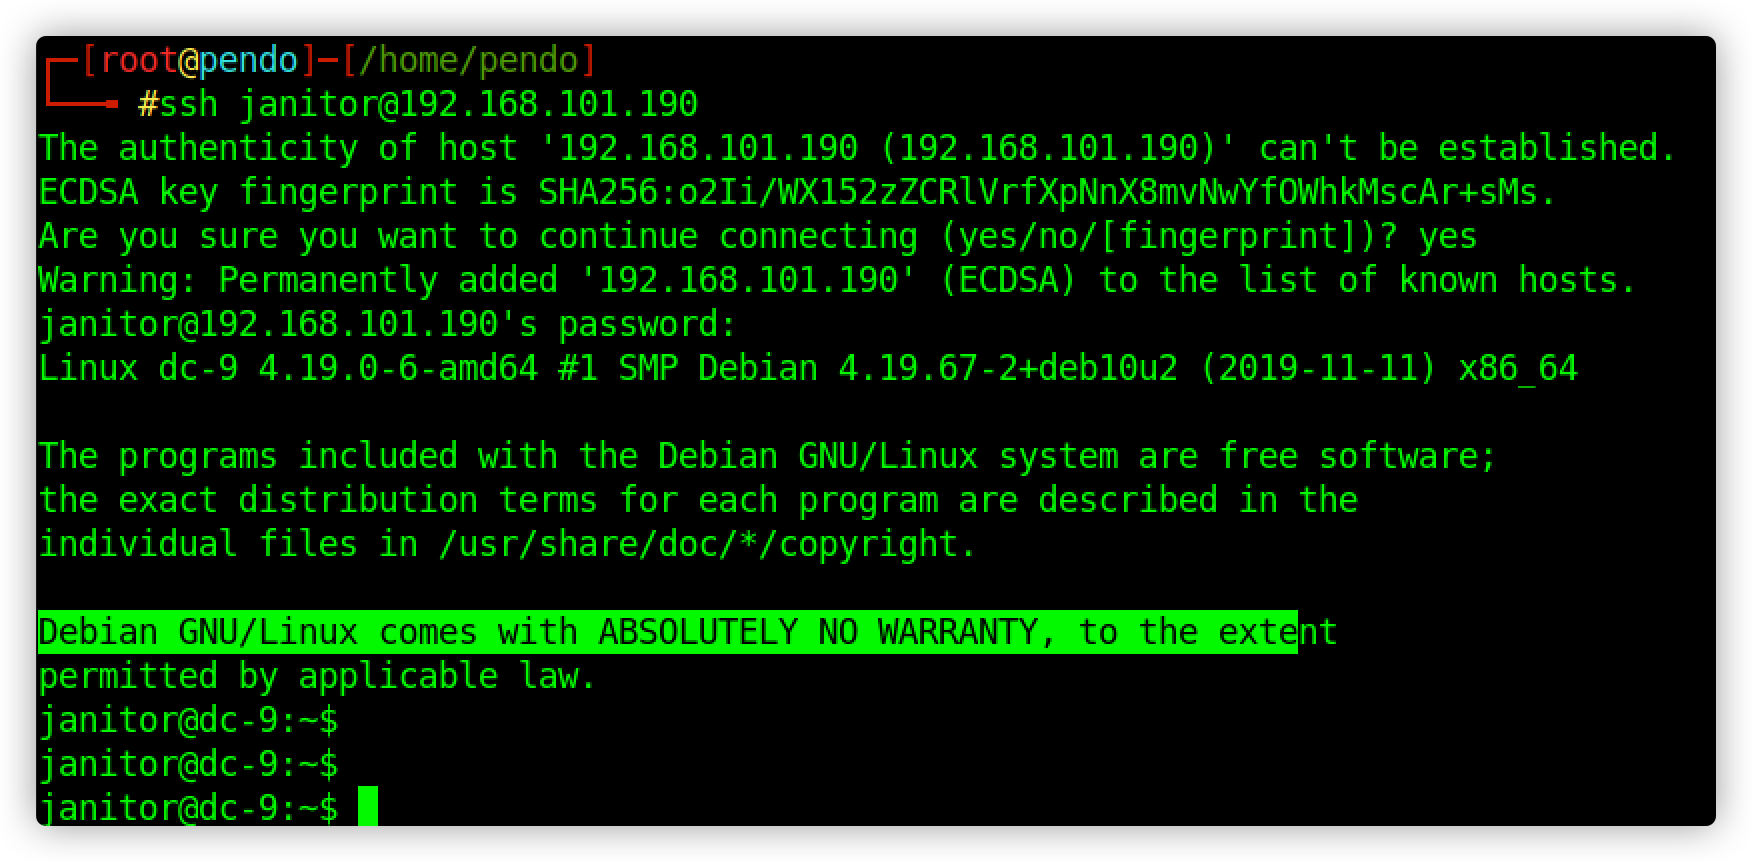 ┌─[root@pendo]─[/home/pendo]
└──╼ #ssh janitor@192.168.101.190
The authenticity of host '192.168.101.190 (192.168.101.190)' can't be established.
ECDSA key fingerprint is SHA256:o2Ii/WX152zZCRlVrfXpNnX8mvNwYfOWhkMscAr+sMs.
Are you sure you want to continue connecting (yes/no/[fingerprint])? yes
Warning: Permanently added '192.168.101.190' (ECDSA) to the list of known hosts.
janitor@192.168.101.190's password:
Linux dc-9 4.19.0-6-amd64 #1 SMP Debian 4.19.67-2+deb10u2 (2019-11-11) x86_64
The programs included with the Debian GNU/Linux system are free software;
the exact distribution terms for each program are described in the
individual files in /usr/share/doc/*/copyright.
Debian GNU/Linux comes with ABSOLUTELY NO WARRANTY, to the extent
permitted by applicable law.
janitor@dc-9:~$
janitor@dc-9:~$
janitor@dc-9:~$